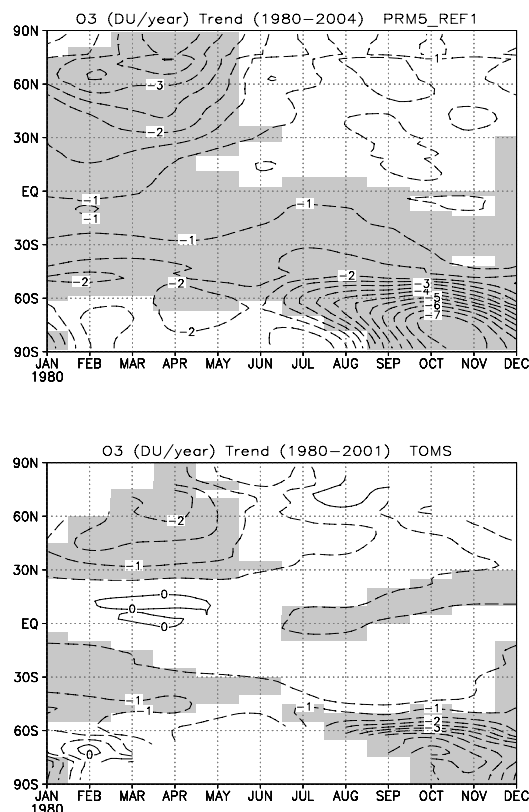 O3 (DU/year) Trend (1980-2004) PRM5_REF1
90N
1
60N
-3
-2
30N
EQ
-1
-1
-1
-1
30S
-2
-2
-2
-3
-4
-5
-6
-7
60S
-2
90S
JAN FEB MAR APR MAY JUN JUL AUG SEP OCT NOV DEC
1980
O3 (DU/year) Trend (1980-2001) TOMS
90N
60N
-2
-1
30N
0
0
0
EQ
30S
-1
-1
-1
-1
-2
-3
60S
0
90S
JAN FEB MAR APR MAY JUN JUL AUG SEP OCT NOV DEC
1980